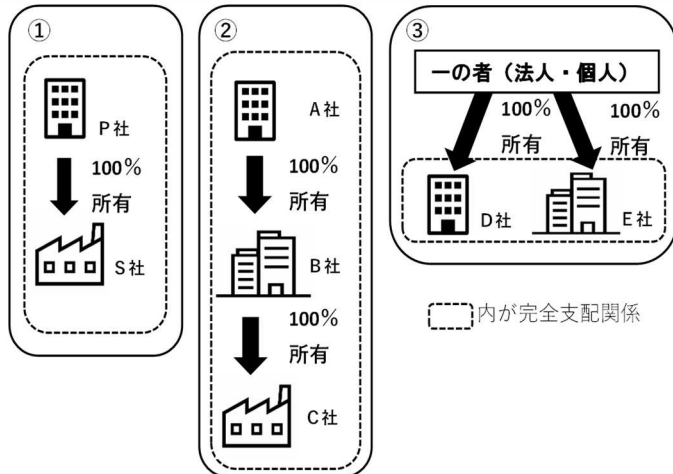 ①
P社
100%
所有
S社
②
A社
100%
所有
B社
100%
所有
C社
③
一の者（法人・個人）
100%
所有
100%
所有
D社
E社
内が完全支配関係